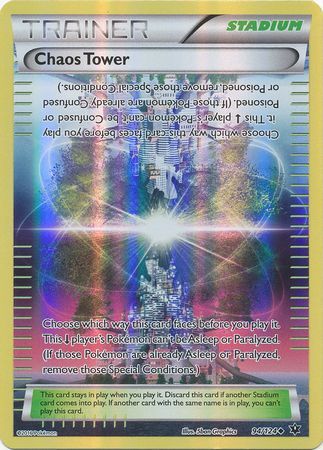 TRAINER
STADIUM
Chaos Tower
Choose which way this card faces before you play
it. This ↓ player's Pokémon can't be Confused or
Poisoned. (If those Pokémon are already Confused
or Poisoned, remove those Special Conditions.)
Choose which way this card faces before you play it.
This ↓ player's Pokémon can't be Asleep or Paralyzed.
(If those Pokémon are already Asleep or Paralyzed,
remove those Special Conditions.)
This card stays in play when you play it. Discard this card if another Stadium
card comes into play. If another card with the same name is in play, you can't
play this card.
©2016 Pokémon
Illus. 5ban Graphics
94/124